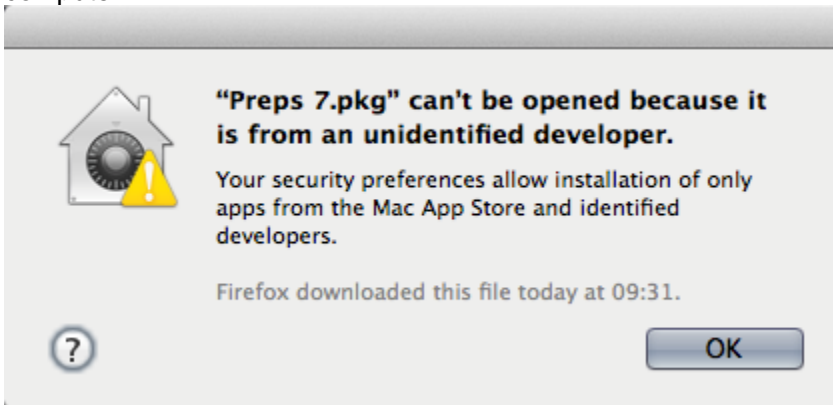 “Preps 7.pkg” can't be opened because it
is from an unidentified developer.
Your security preferences allow installation of only
apps from the Mac App Store and identified
developers.
Firefox downloaded this file today at 09:31.
?
OK